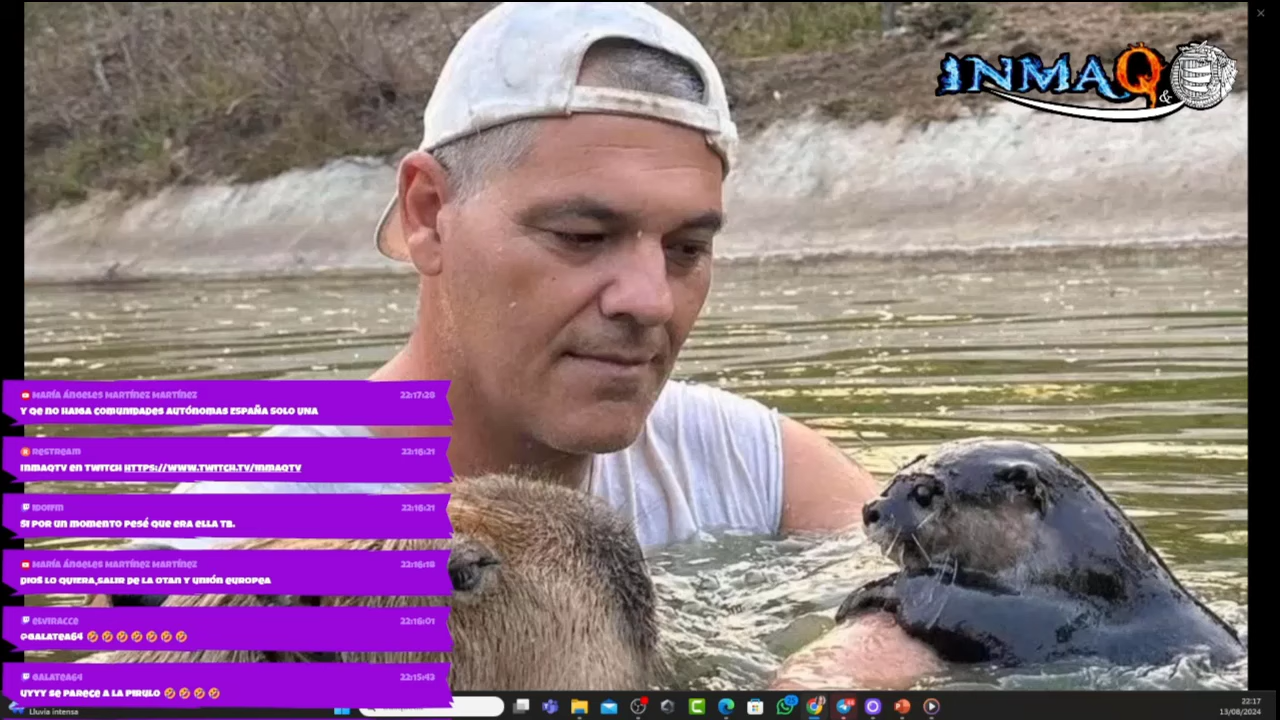 INMAQ &
MARÍA ÁNGELES MARTÍNEZ MARTÍNEZ 22:17:20
Y QE NO HAIGA COMUNIDADES AUTÓNOMAS ESPAÑA SOLO UNA
RESTREAM 22:16:21
INMAQTV EN TWITCH HTTPS://WWW.TWITCH.TV/INMAQTV
22:16:21
SI POR UN MOMENTO PESÉ QUE ERA ELLA TB.
MARÍA ÁNGELES MARTÍNEZ MARTÍNEZ 22:16:18
DIOS LO QUIERA,SALIR DE LA OTAN Y UNIÓN EUROPEA
ELVIRACCE 22:16:01
@GALATEA64 🤣🤣🤣🤣🤣🤣🤣
GALATEA64 22:15:43
UYYY SE PARECE A LA PIRULO 🤣🤣🤣🤣
Lluvia intensa
22:17
13/08/2024